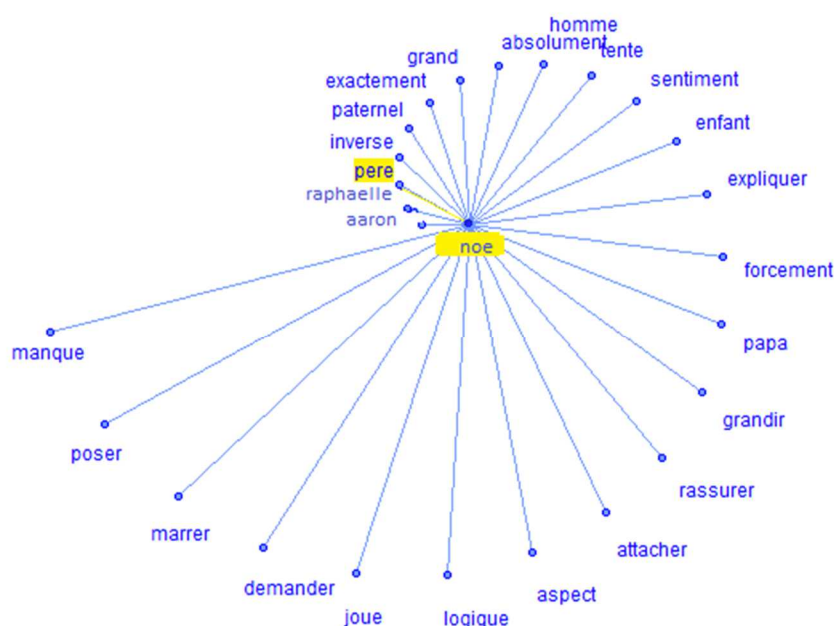 homme
absolument
grand
tente
exactement
sentiment
paternel
enfant
inverse
pere
expliquer
raphaelle
aaron
noe
forcement
papa
manque
grandir
poser
rassurer
marrer
attacher
demander
aspect
joue
logique